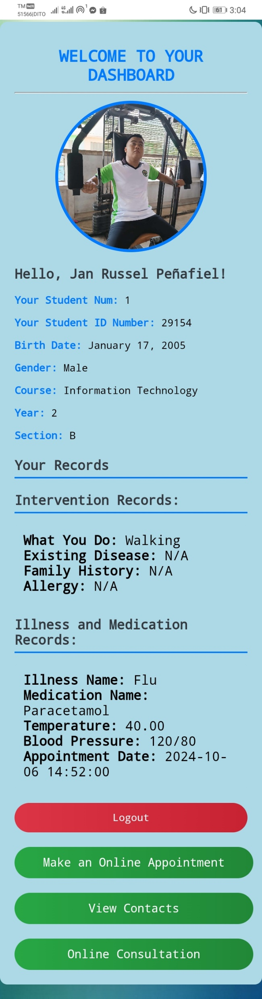 TM VoLTE 4G 1 61 3:04
51566|DITO
WELCOME TO YOUR
DASHBOARD
Hello, Jan Russel Peñafiel!
Your Student Num: 1
Your Student ID Number: 29154
Birth Date: January 17, 2005
Gender: Male
Course: Information Technology
Year: 2
Section: B
Your Records
Intervention Records:
What You Do: Walking
Existing Disease: N/A
Family History: N/A
Allergy: N/A
Illness and Medication
Records:
Illness Name: Flu
Medication Name:
Paracetamol
Temperature: 40.00
Blood Pressure: 120/80
Appointment Date: 2024-10-
06 14:52:00
Logout
Make an Online Appointment
View Contacts
Online Consultation